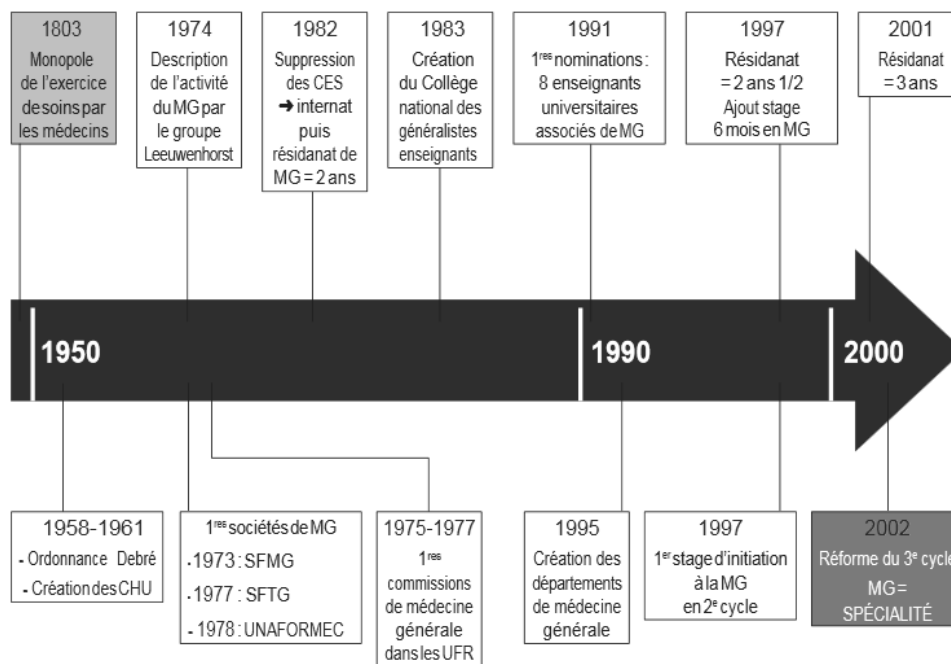 1803
Monopole
de l'exercice
de soins par
les médecins
1974
Description
de l'activité
du MG par
le groupe
Leeuwenhorst
1982
Suppression
des CES
➔ internat
puis
résidanat de
MG = 2 ans
1983
Création
du Collège
national des
généralistes
enseignants
1991
1res nominations :
8 enseignants
universitaires
associés de MG
1997
Résidanat
= 2 ans 1/2
Ajout stage
6 mois en MG
2001
Résidanat
= 3 ans
1950
1990
2000
1958-1961
- Ordonnance Debré
- Création des CHU
1res sociétés de MG
- 1973 : SFMG
- 1977 : SFTG
- 1978 : UNAFORMEC
1975-1977
1res
commissions
de médecine
générale
dans les UFR
1995
Création des
départements
de médecine
générale
1997
1er stage d'initiation
à la MG
en 2e cycle
2002
Réforme du 3e cycle
MG =
SPÉCIALITÉ